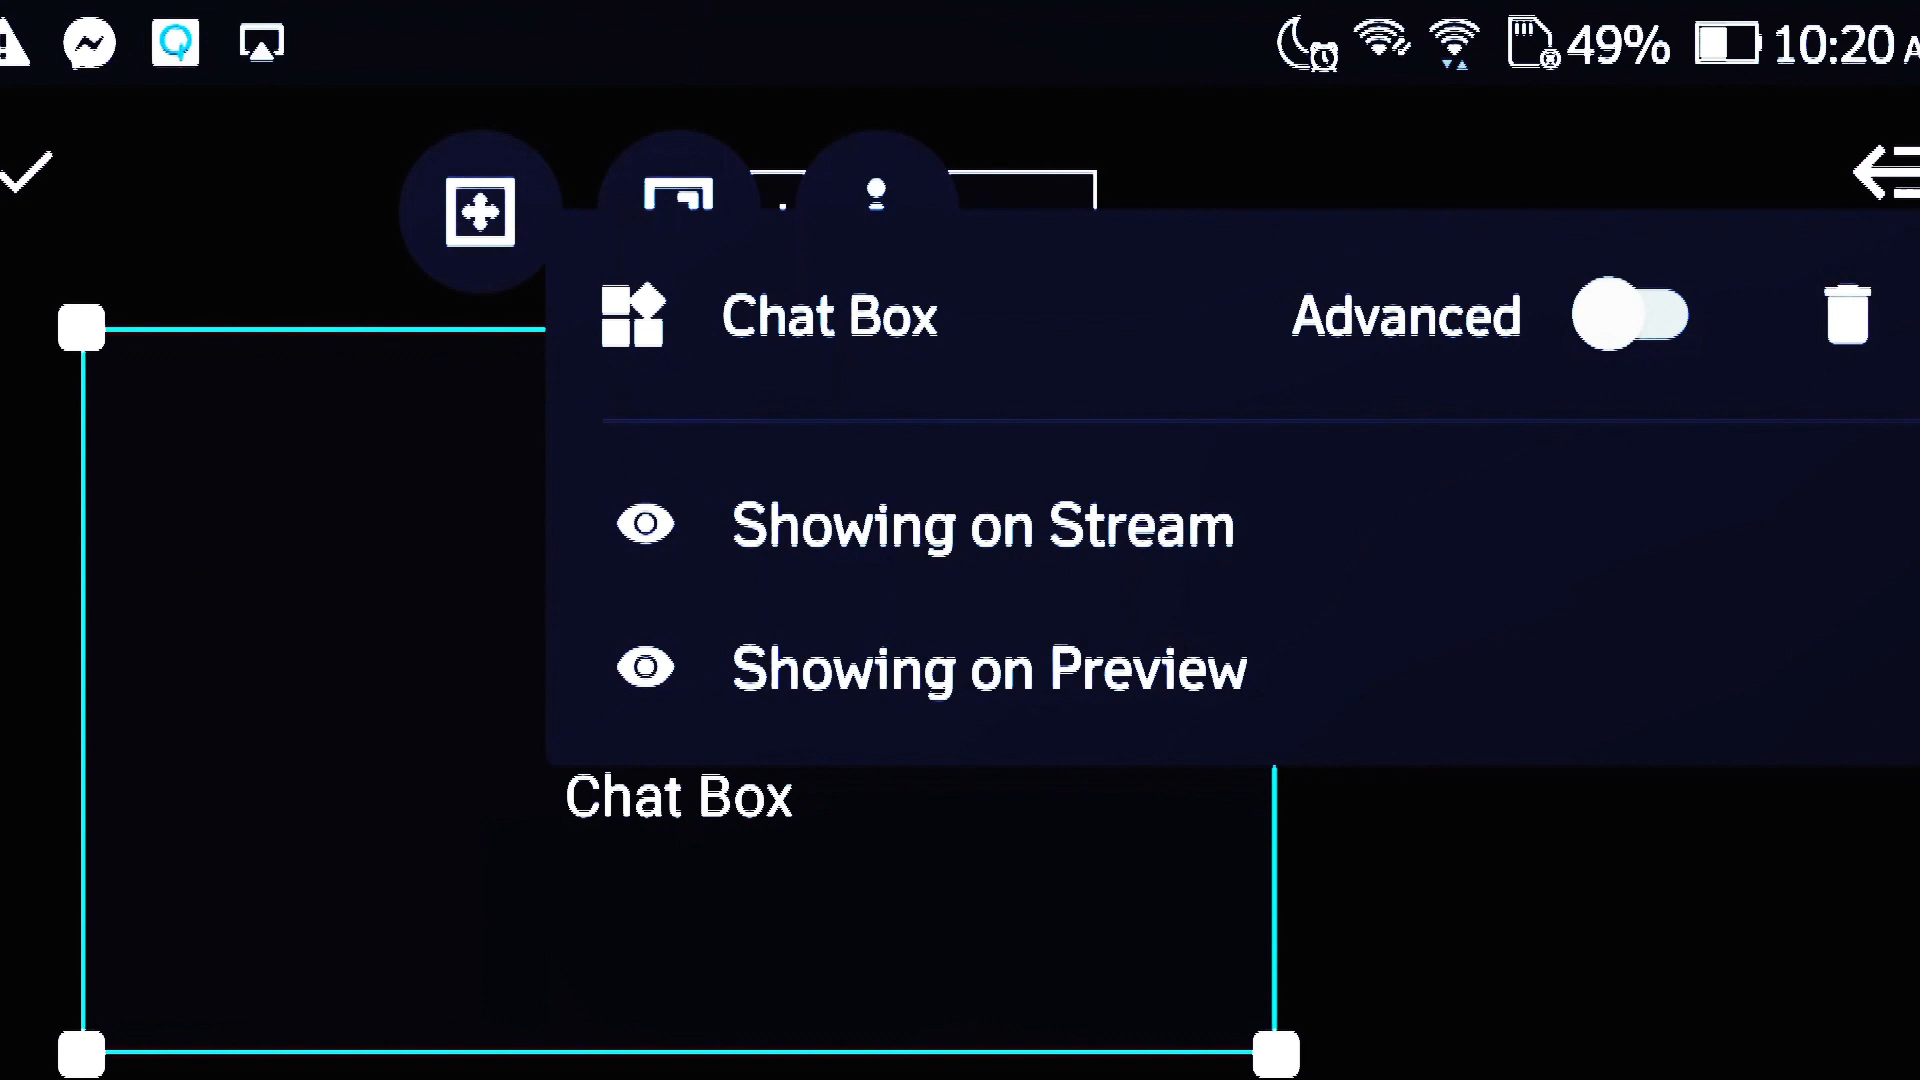 49% 10:20 A
Chat Box Advanced
Showing on Stream
Showing on Preview
Chat Box